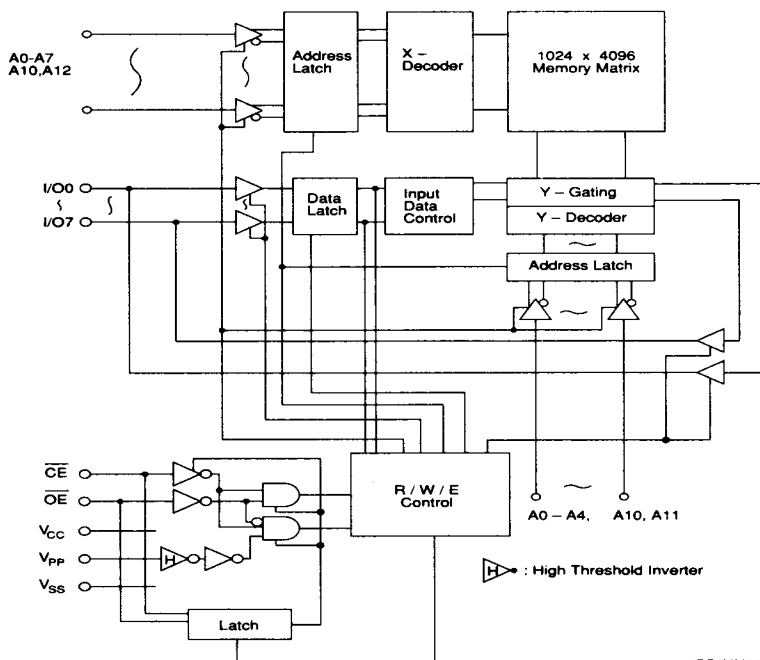 A0-A7
A10,A12
Address
Latch
X-
Decoder
1024 x 4096
Memory Matrix
I/O0
I/O7
Data
Latch
Input
Data
Control
Y - Gating
Y - Decoder
Address Latch
CE
OE
VCC
VPP
VSS
R / W / E
Control
A0 - A4,
A10, A11
H
H
: High Threshold Inverter
Latch